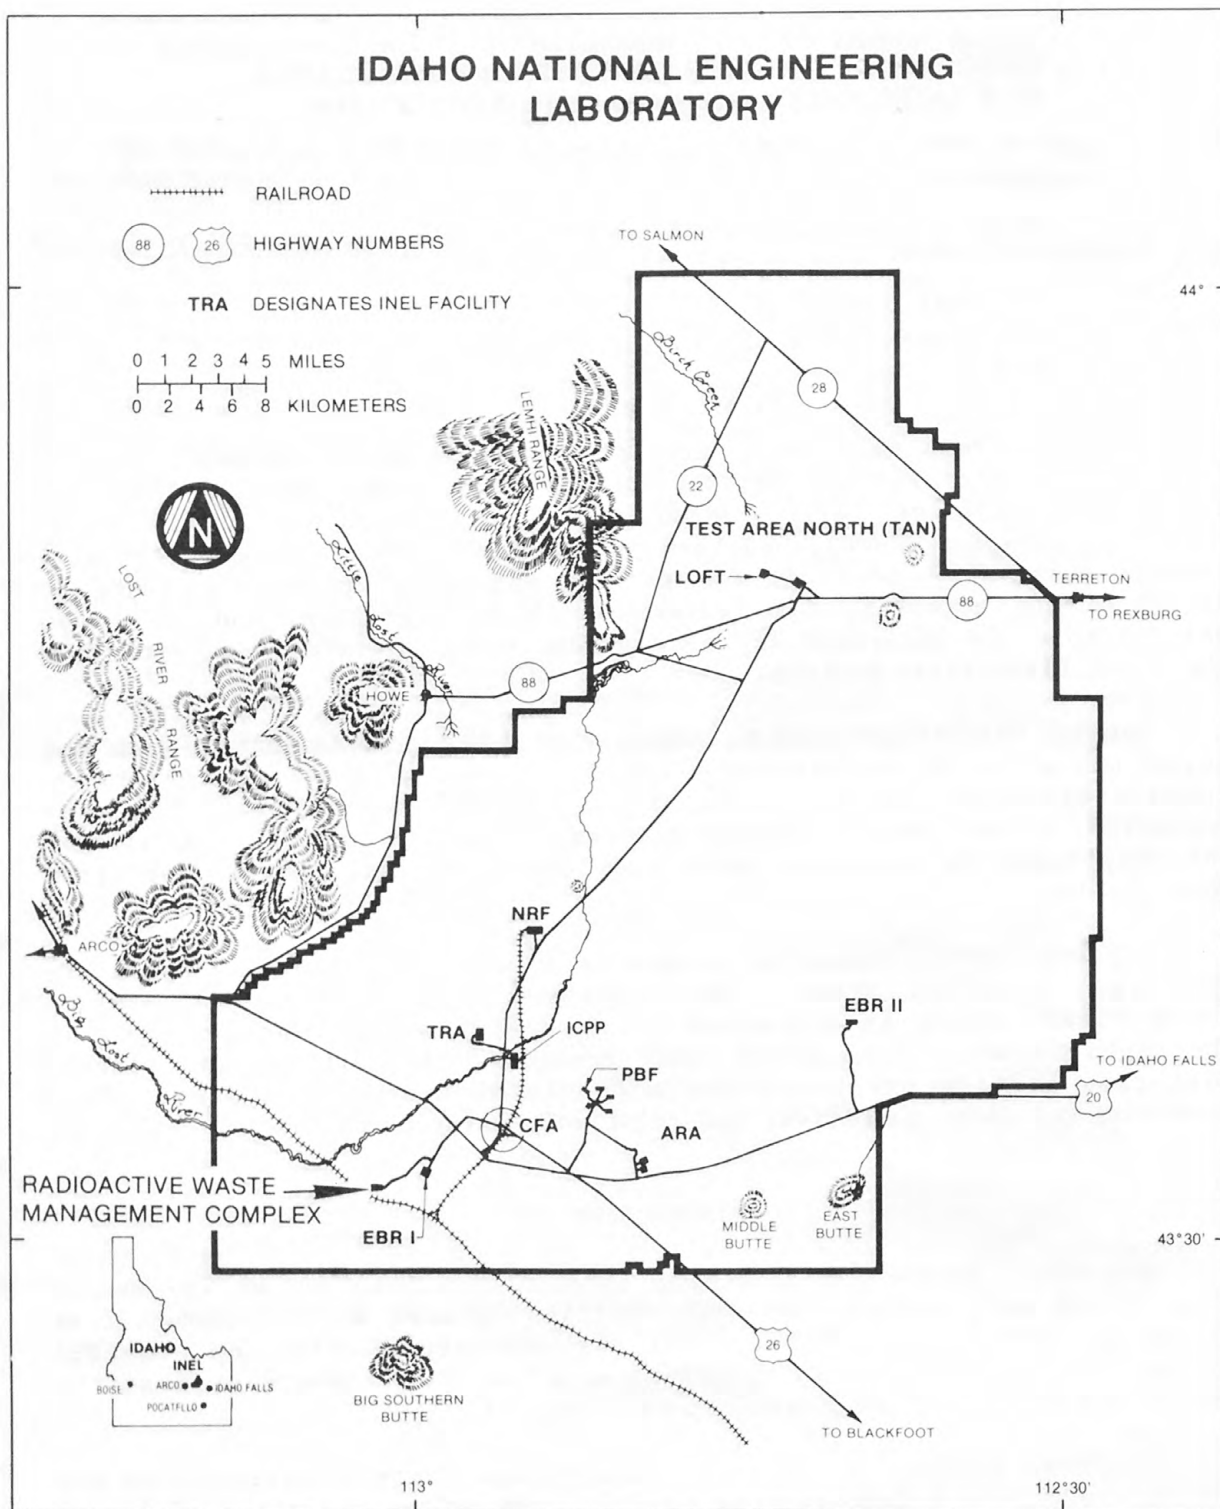 IDAHO NATIONAL ENGINEERING
LABORATORY
RAILROAD
88
26
HIGHWAY NUMBERS
TRA DESIGNATES INEL FACILITY
0 1 2 3 4 5 MILES
0 2 4 6 8 KILOMETERS
N
TO SALMON
44°
Birch Creek
28
LEMHI RANGE
22
TEST AREA NORTH (TAN)
LOFT
TERRETON
88
TO REXBURG
LOST
RIVER
RANGE
Little
Lost
River
HOWE
88
ARCO
NRF
Big
Lost
River
TRA
ICPP
EBR II
PBF
TO IDAHO FALLS
20
CFA
ARA
RADIOACTIVE WASTE
MANAGEMENT COMPLEX
EBR I
MIDDLE
BUTTE
EAST
BUTTE
43°30'
IDAHO
INEL
BOISE
ARCO
IDAHO FALLS
POCATELLO
BIG SOUTHERN
BUTTE
26
TO BLACKFOOT
113°
112°30'